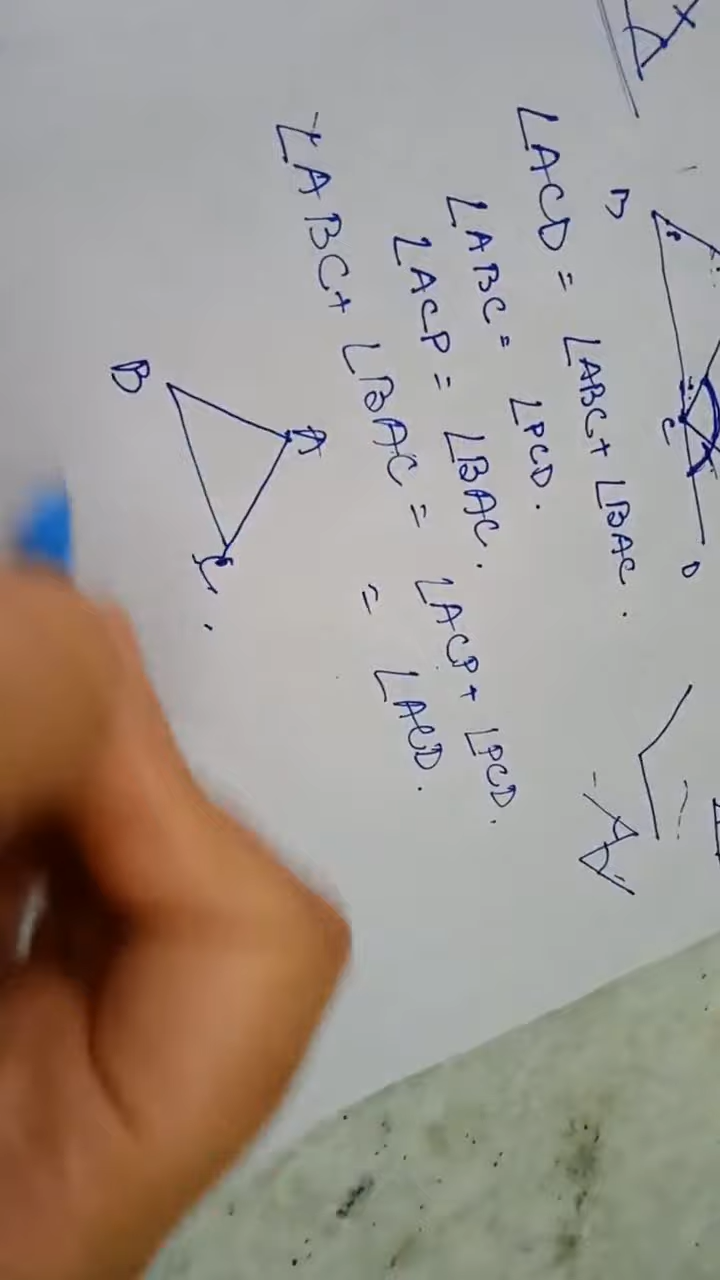 B
C
D
∠ACD = ∠ABC + ∠BAC.
∠ABC = ∠PCD.
∠ACP = ∠BAC.
∠ABC + ∠BAC = ∠ACP + ∠PCD.
= ∠ACD.
A
B
C